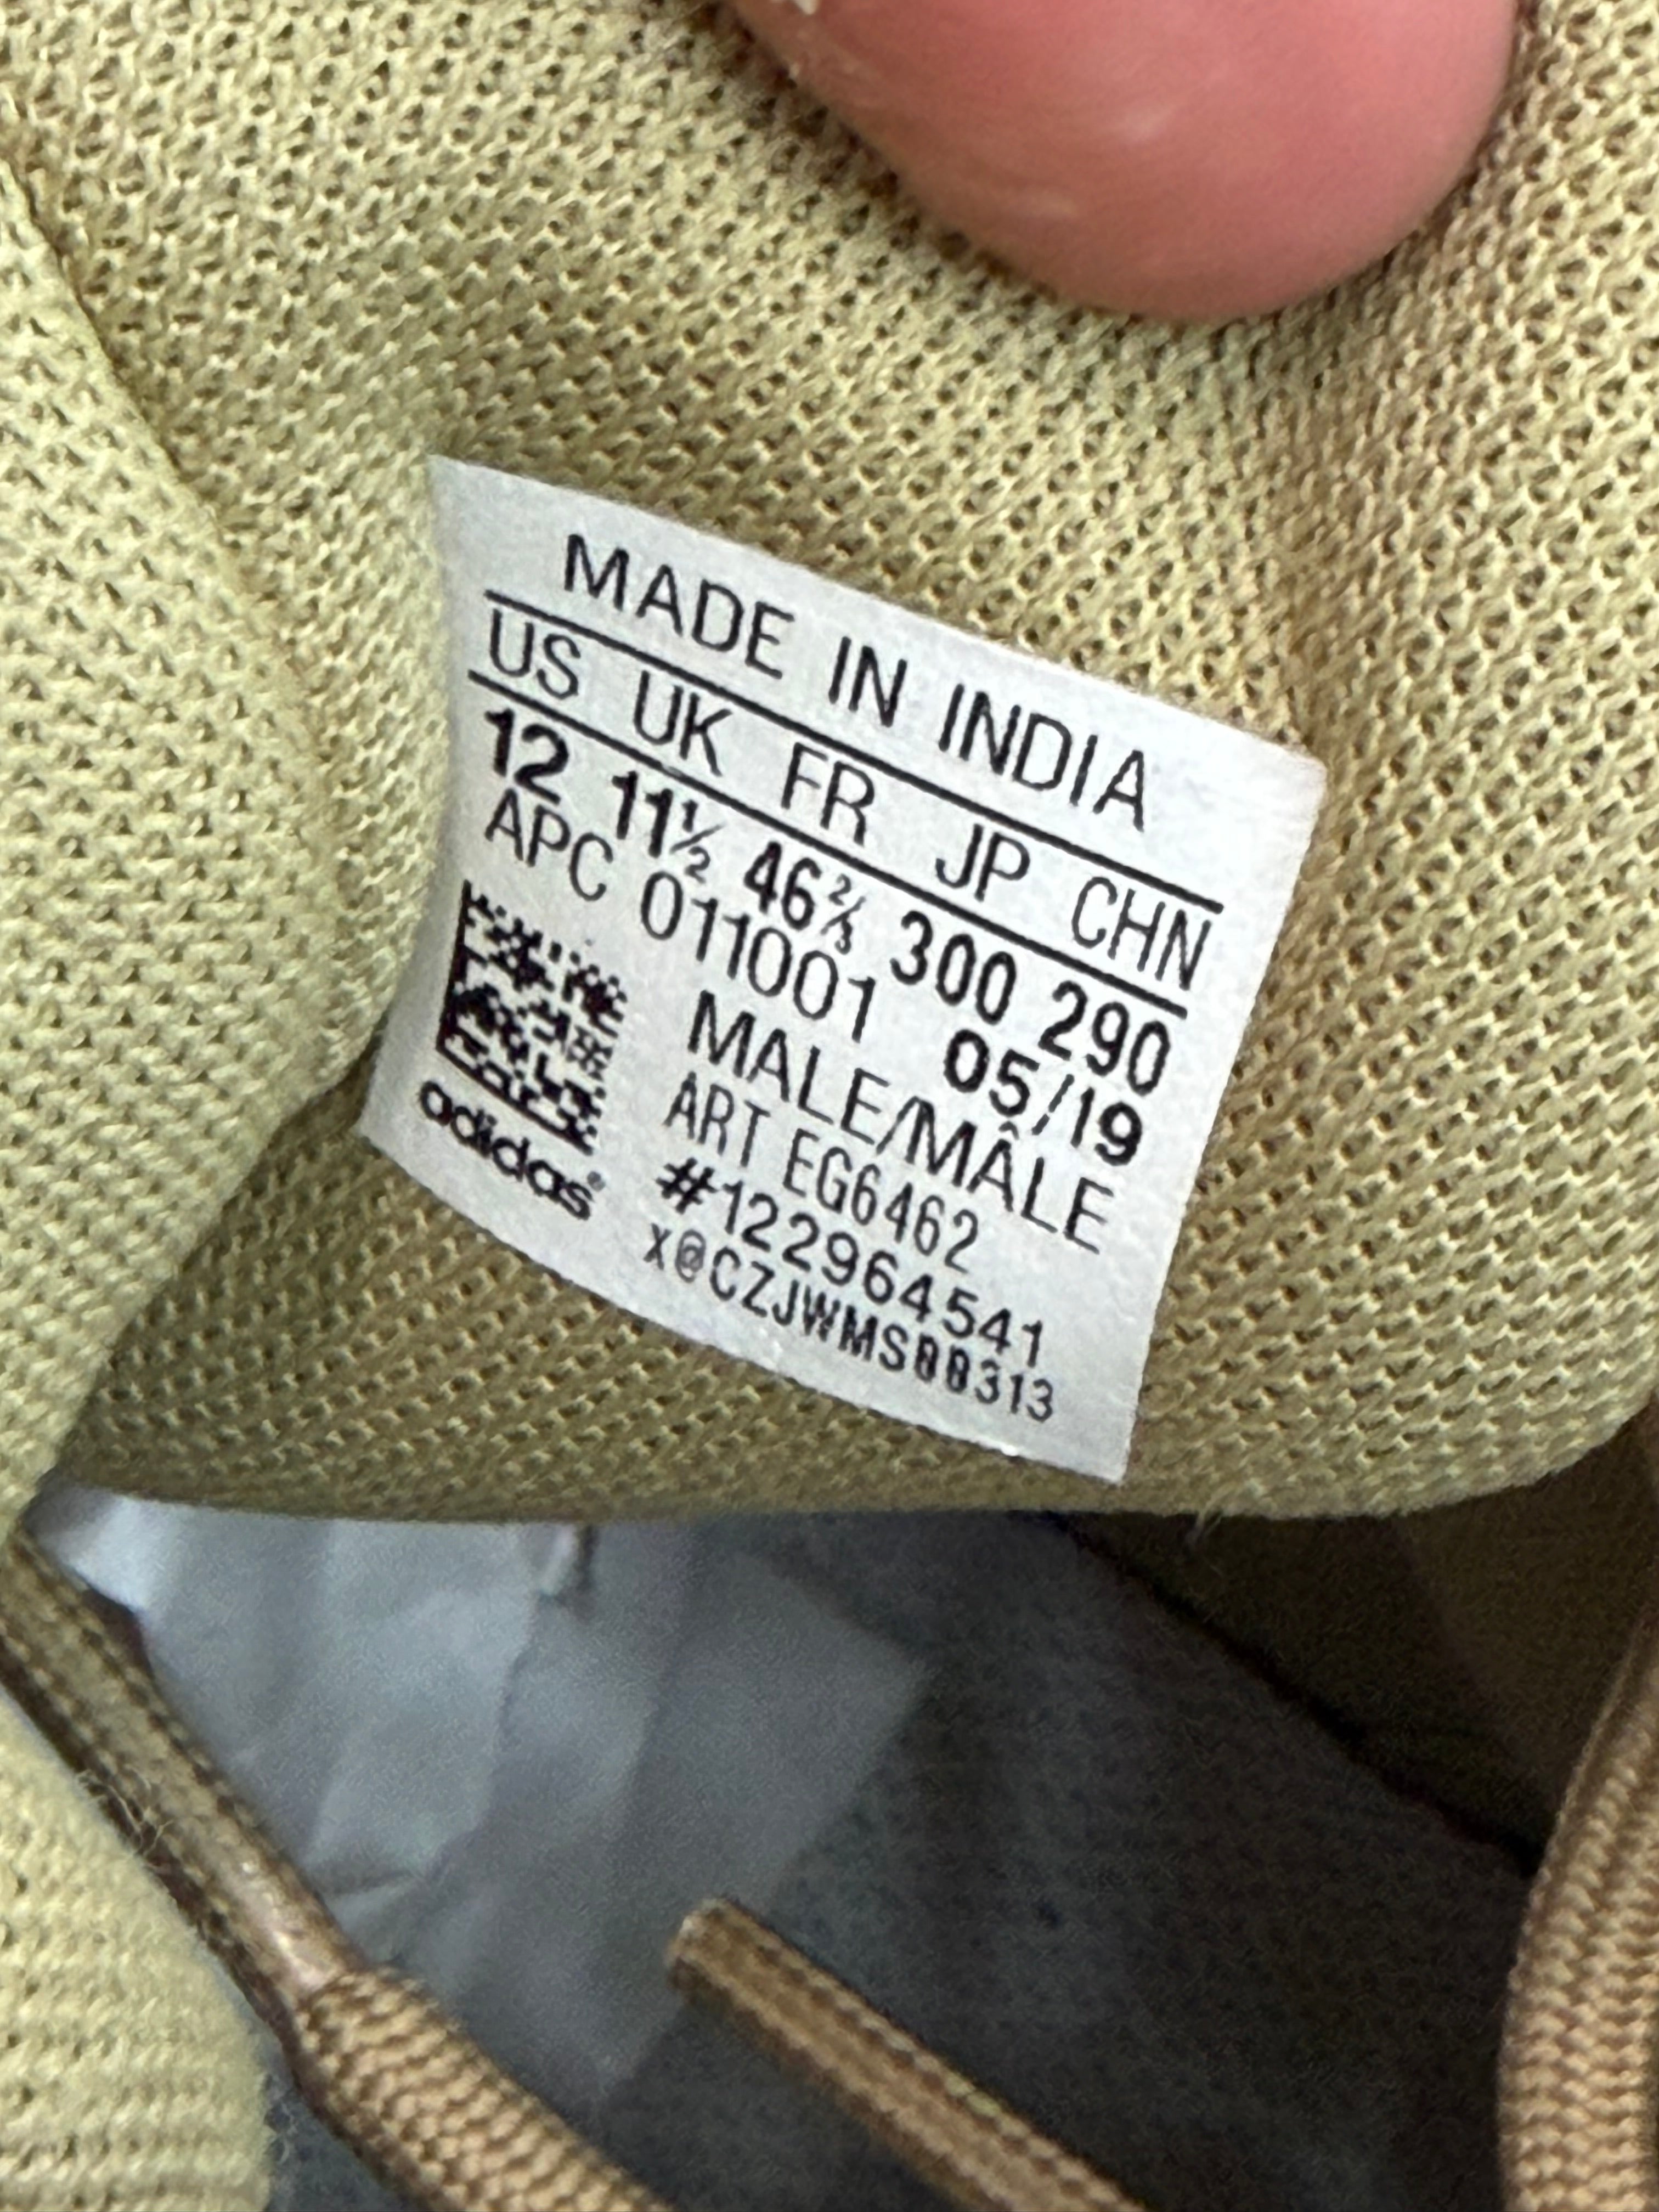 MADE IN INDIA
US UK FR JP CHN
12 11½ 46⅔ 300 290
APC 011001 05/19
MALE/MÂLE
ART EG6462
#122964541
x@CZJWMS00313
adidas®